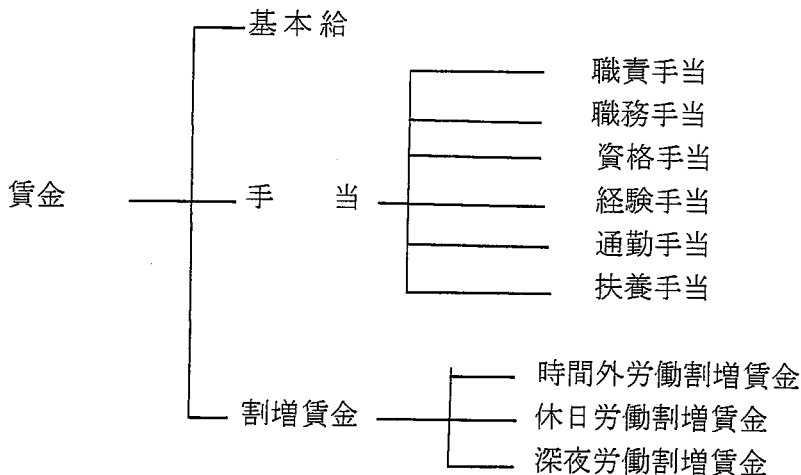 基本給
職責手当
職務手当
資格手当
賃金 手 当 経験手当
通勤手当
扶養手当
時間外労働割増賃金
割増賃金 休日労働割増賃金
深夜労働割増賃金